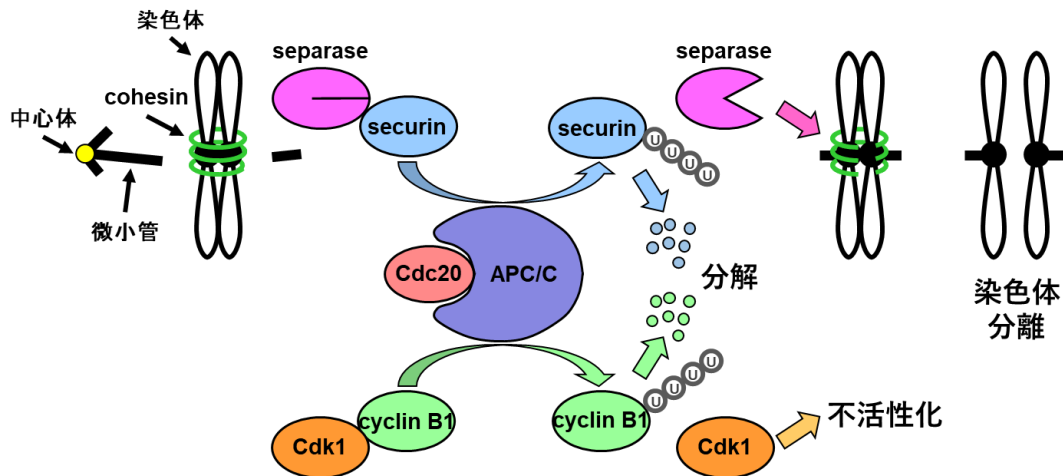 染色体
separase
separase
cohesin
中心体
securin
securin
U
U
U
U
微小管
Cdc20
APC/C
分解
染色体
分離
U
U
U
U
cyclin B1
cyclin B1
不活性化
Cdk1
Cdk1